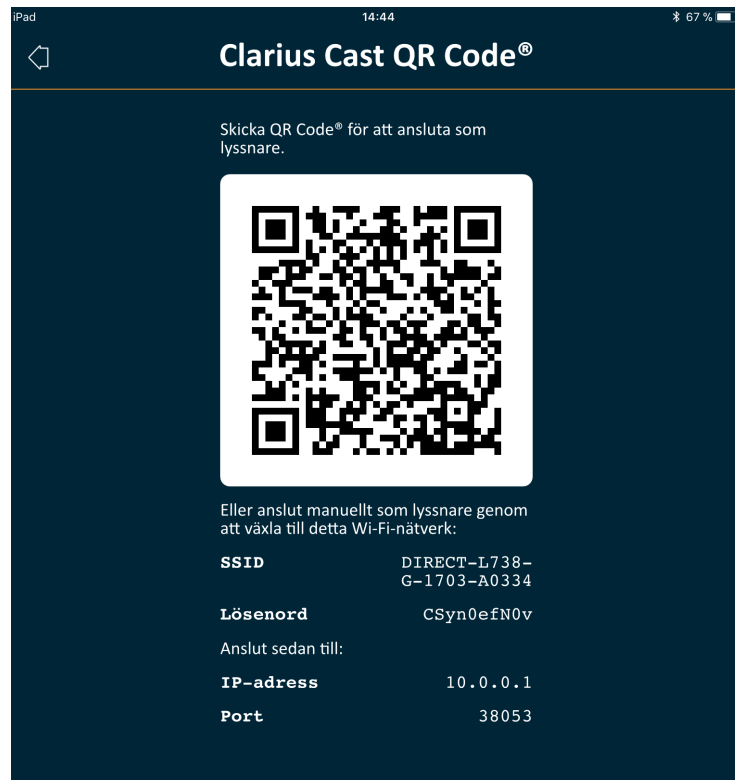 iPad 14:44 67 %
Clarius Cast QR Code®
Skicka QR Code® för att ansluta som
lyssnare.
Eller anslut manuellt som lyssnare genom
att växla till detta Wi-Fi-nätverk:
SSID DIRECT-L738-
G-1703-A0334
Lösenord CSyn0efN0v
Anslut sedan till:
IP-adress 10.0.0.1
Port 38053